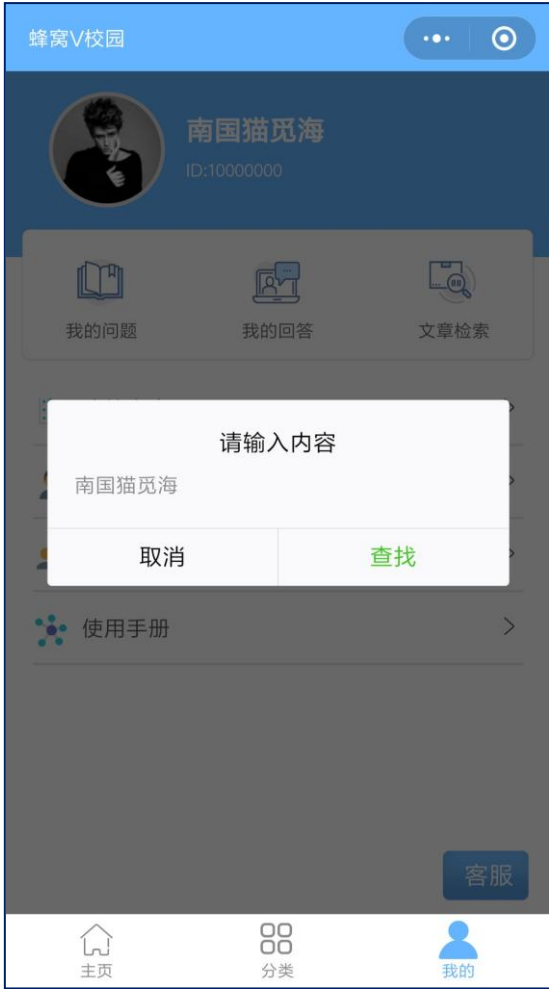 蜂窝V校园
南国猫觅海
ID:10000000
我的问题
我的回答
文章检索
请输入内容
南国猫觅海
取消
查找
使用手册
客服
主页
分类
我的